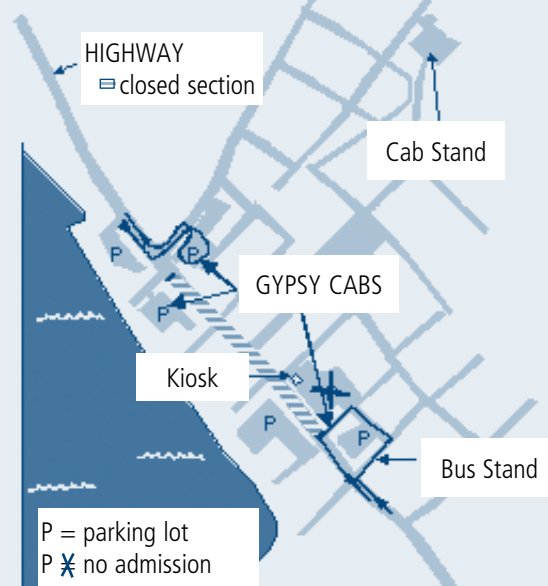 HIGHWAY
closed section
Cab Stand
P
P
GYPSY CABS
P
Kiosk
P
P
Bus Stand
P = parking lot
P no admission